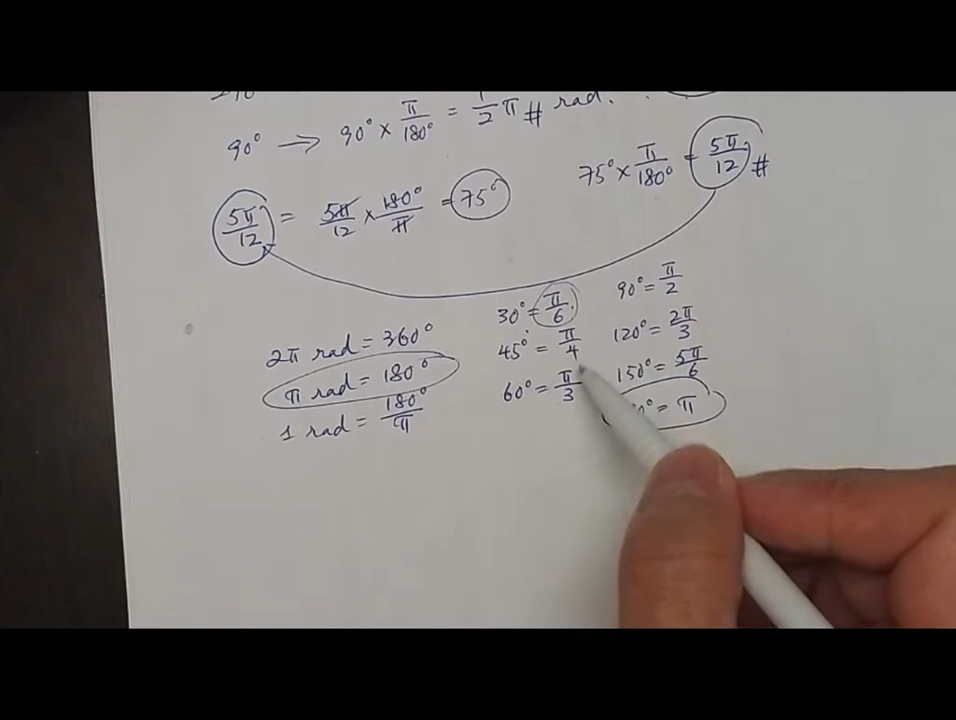 90° → 90° × π/180° = 1/2 π # rad.
75° × π/180° = 5π/12 #
5π/12 = 5π/12 × 180°/π = 75°
2π rad = 360°
π rad = 180°
1 rad = 180°/π
30° = π/6
45° = π/4
60° = π/3
90° = π/2
120° = 2π/3
150° = 5π/6
0° = π